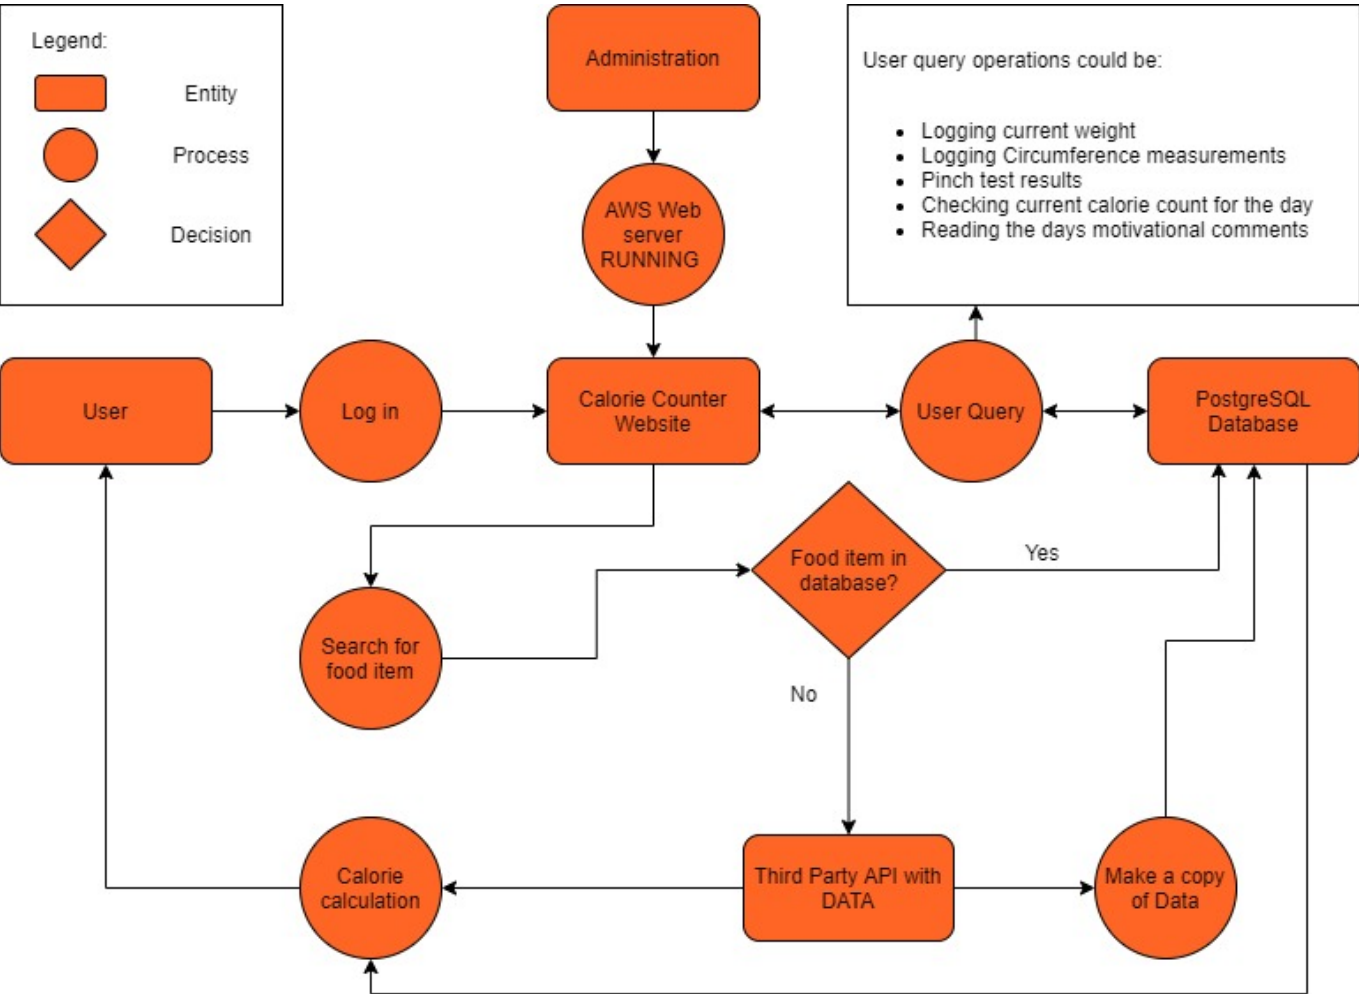 Legend:
Entity
Process
Decision
Administration
AWS Web
server
RUNNING
User query operations could be:
Logging current weight
Logging Circumference measurements
Pinch test results
Checking current calorie count for the day
Reading the days motivational comments
User
Log in
Calorie Counter
Website
User Query
PostgreSQL
Database
Food item in
database?
Yes
Search for
food item
No
Calorie
calculation
Third Party API with
DATA
Make a copy
of Data